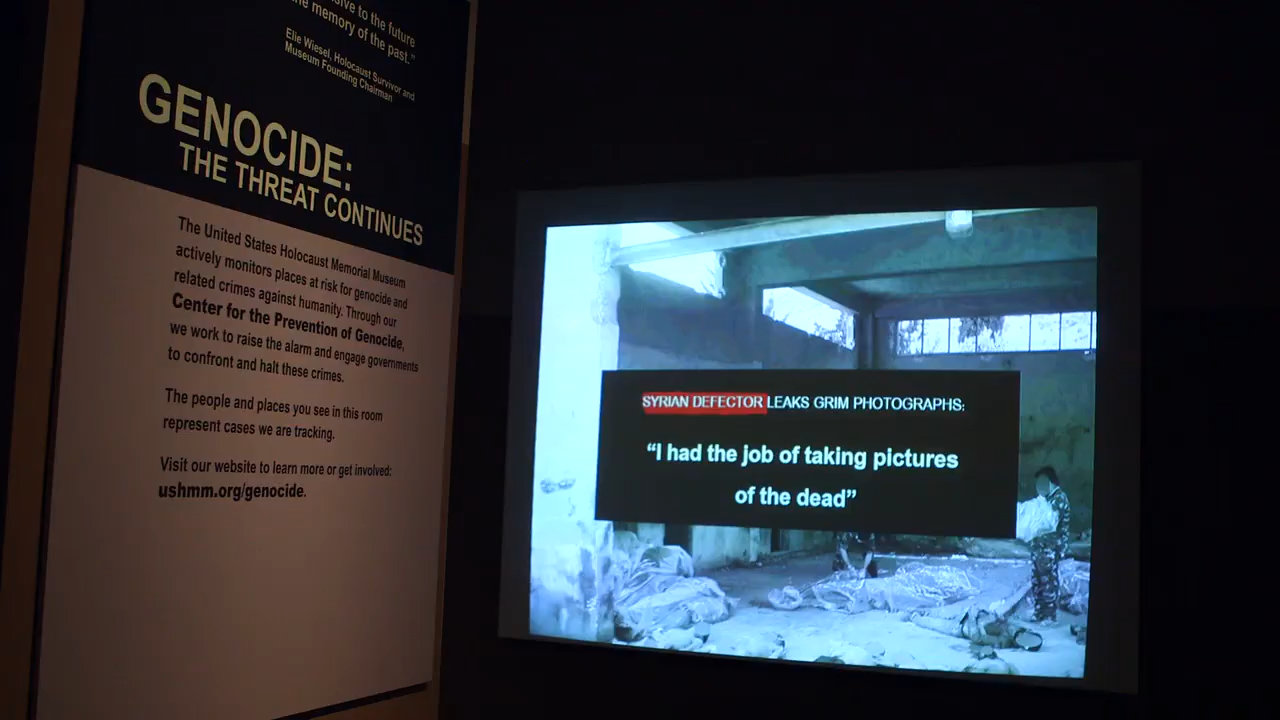 to the future
memory of the past."
Elie Wiesel, Holocaust Survivor and
Museum Founding Chairman
GENOCIDE:
THE THREAT CONTINUES
The United States Holocaust Memorial Museum
actively monitors places at risk for genocide and
related crimes against humanity. Through our
Center for the Prevention of Genocide,
we work to raise the alarm and engage governments
to confront and halt these crimes.
The people and places you see in this room
represent cases we are tracking.
Visit our website to learn more or get involved:
ushmm.org/genocide.
SYRIAN DEFECTOR LEAKS GRIM PHOTOGRAPHS:
“I had the job of taking pictures
of the dead”